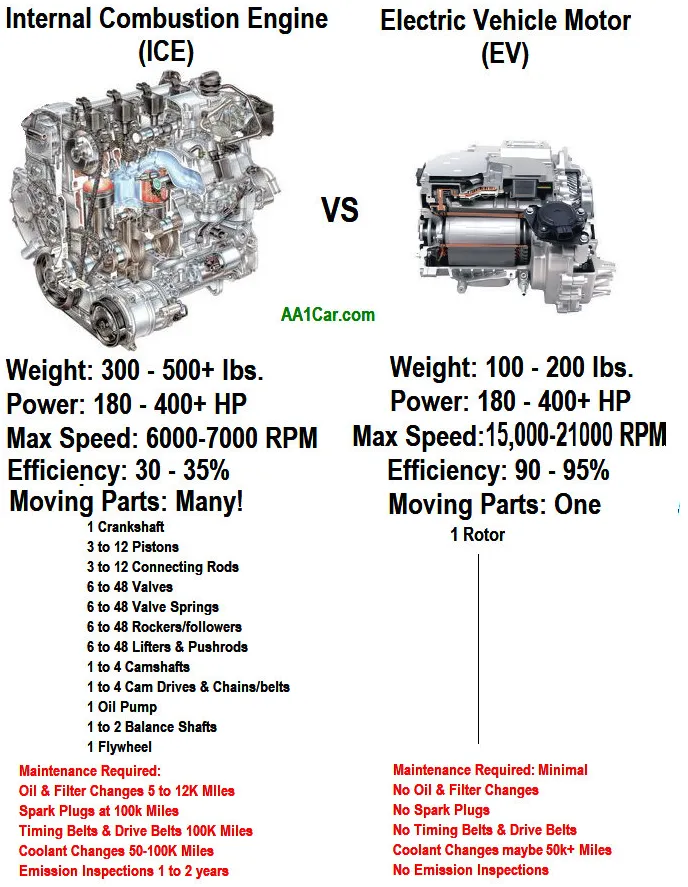 Internal Combustion Engine
(ICE)
Electric Vehicle Motor
(EV)
VS
AA1Car.com
Weight: 300 - 500+ lbs.
Power: 180 - 400+ HP
Max Speed: 6000-7000 RPM
Efficiency: 30 - 35%
Moving Parts: Many!
1 Crankshaft
3 to 12 Pistons
3 to 12 Connecting Rods
6 to 48 Valves
6 to 48 Valve Springs
6 to 48 Rockers/followers
6 to 48 Lifters & Pushrods
1 to 4 Camshafts
1 to 4 Cam Drives & Chains/belts
1 Oil Pump
1 to 2 Balance Shafts
1 Flywheel
Maintenance Required:
Oil & Filter Changes 5 to 12K MIles
Spark Plugs at 100k Miles
Timing Belts & Drive Belts 100K Miles
Coolant Changes 50-100K Miles
Emission Inspections 1 to 2 years
Weight: 100 - 200 lbs.
Power: 180 - 400+ HP
Max Speed:15,000-21000 RPM
Efficiency: 90 - 95%
Moving Parts: One
1 Rotor
Maintenance Required: Minimal
No Oil & Filter Changes
No Spark Plugs
No Timing Belts & Drive Belts
Coolant Changes maybe 50k+ Miles
No Emission Inspections